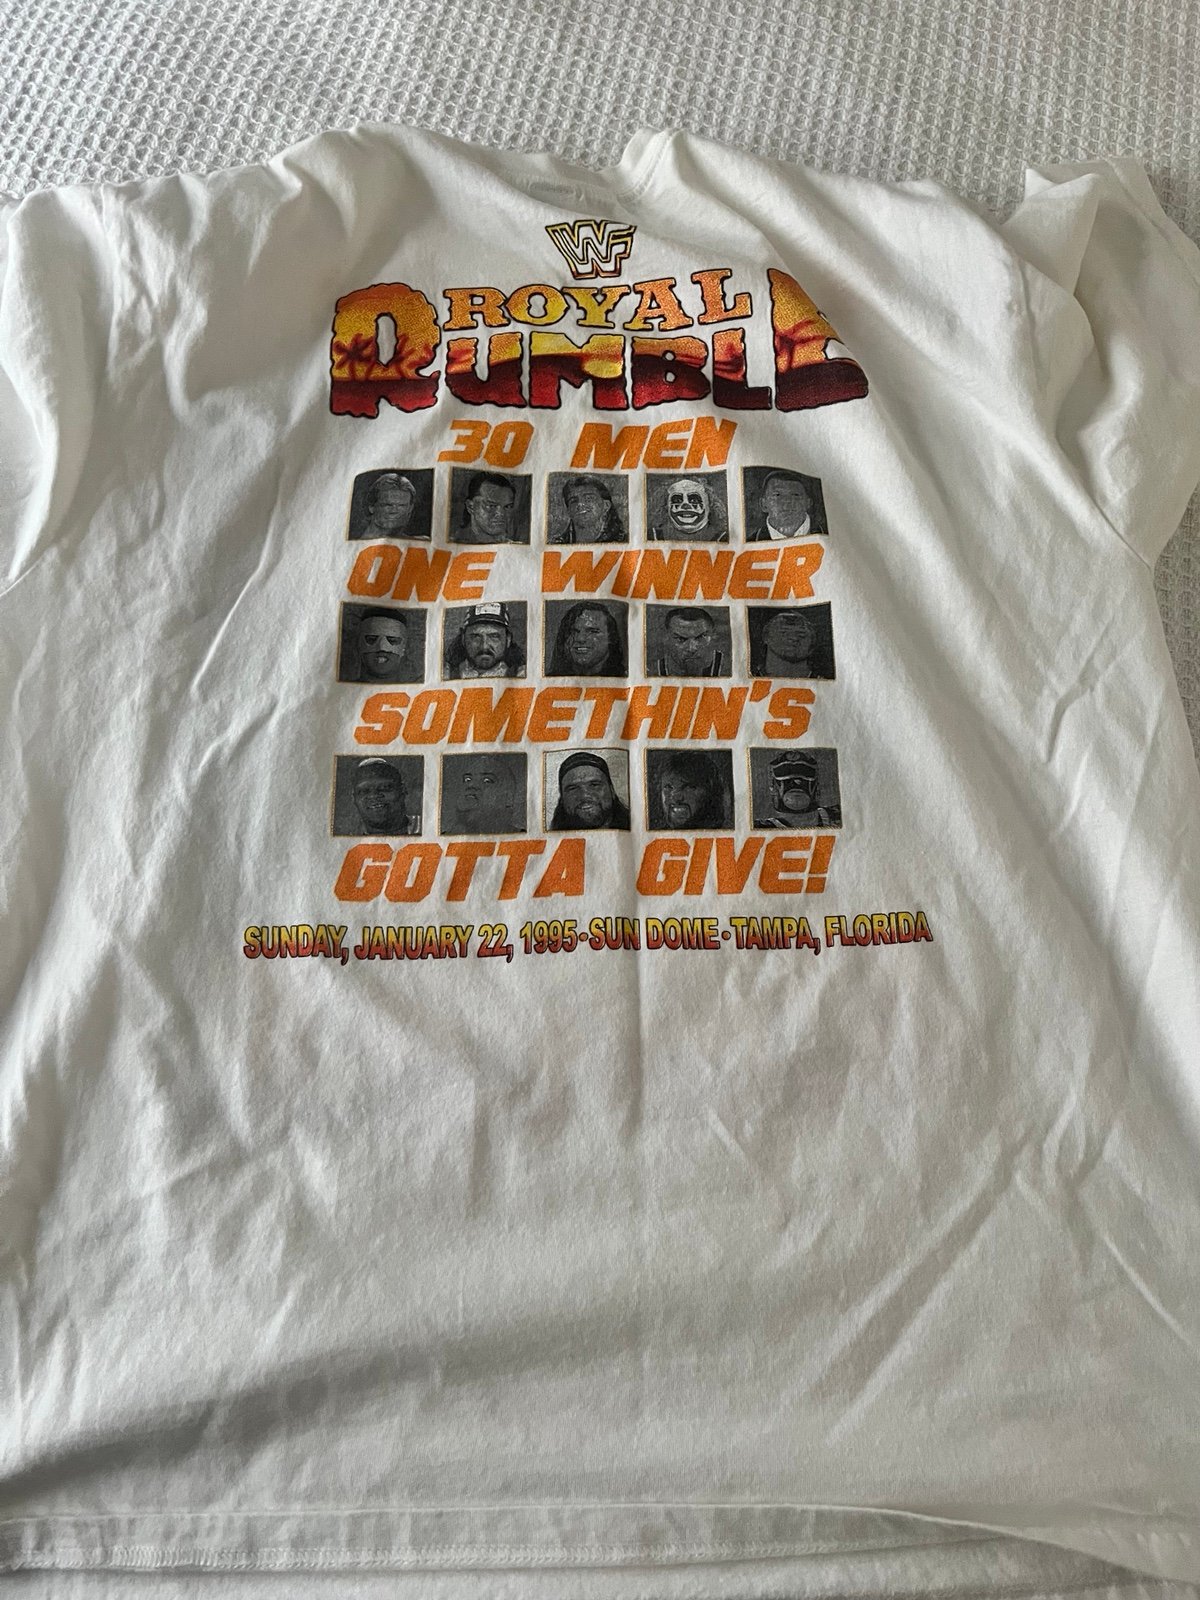 WF
ROYAL
RUMBLE
30 MEN
ONE WINNER
SOMETHIN'S
GOTTA GIVE!
SUNDAY, JANUARY 22, 1995•SUN DOME•TAMPA, FLORIDA